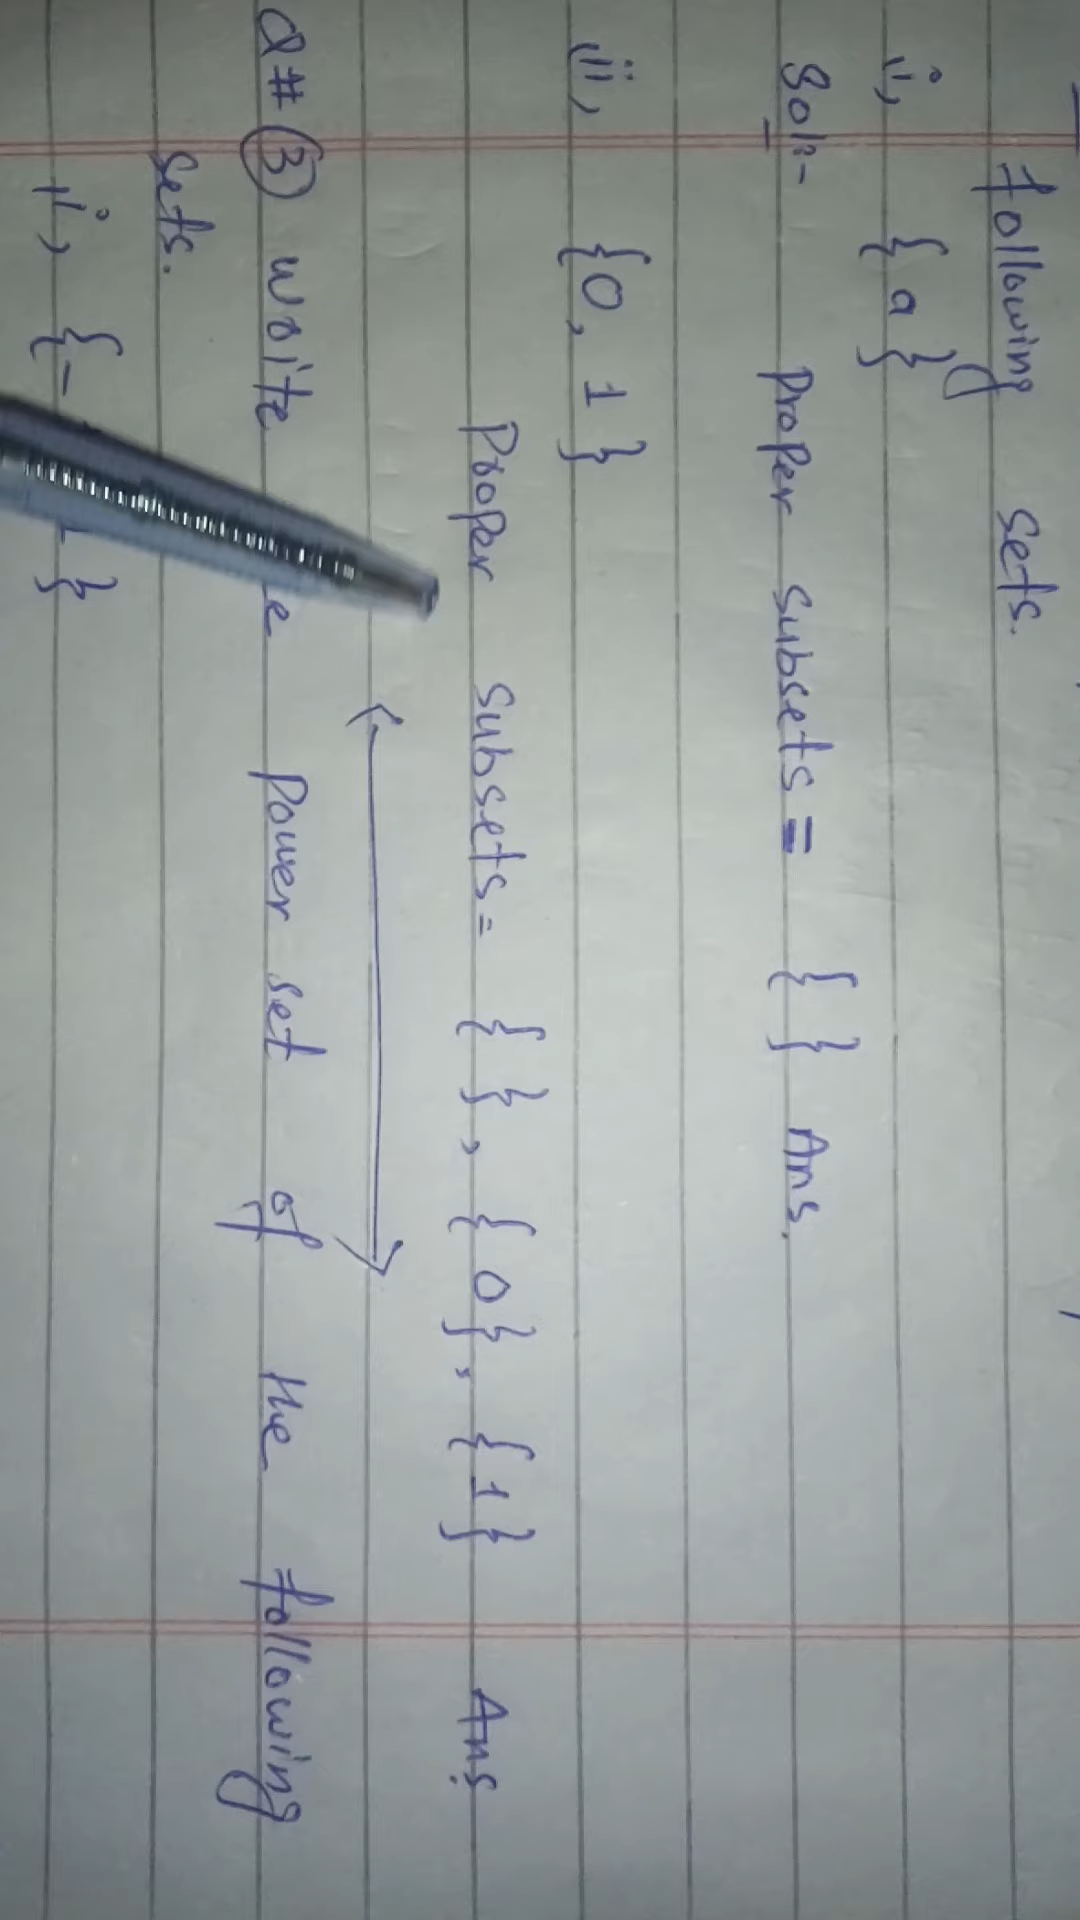 following sets.
i, { a }
Sol:- Proper subsets = { } Ans.
ii, {0, 1}
Proper subsets = { }, {0}, {1} Ans
Q# 3 write power set of the following
sets.
i, {-